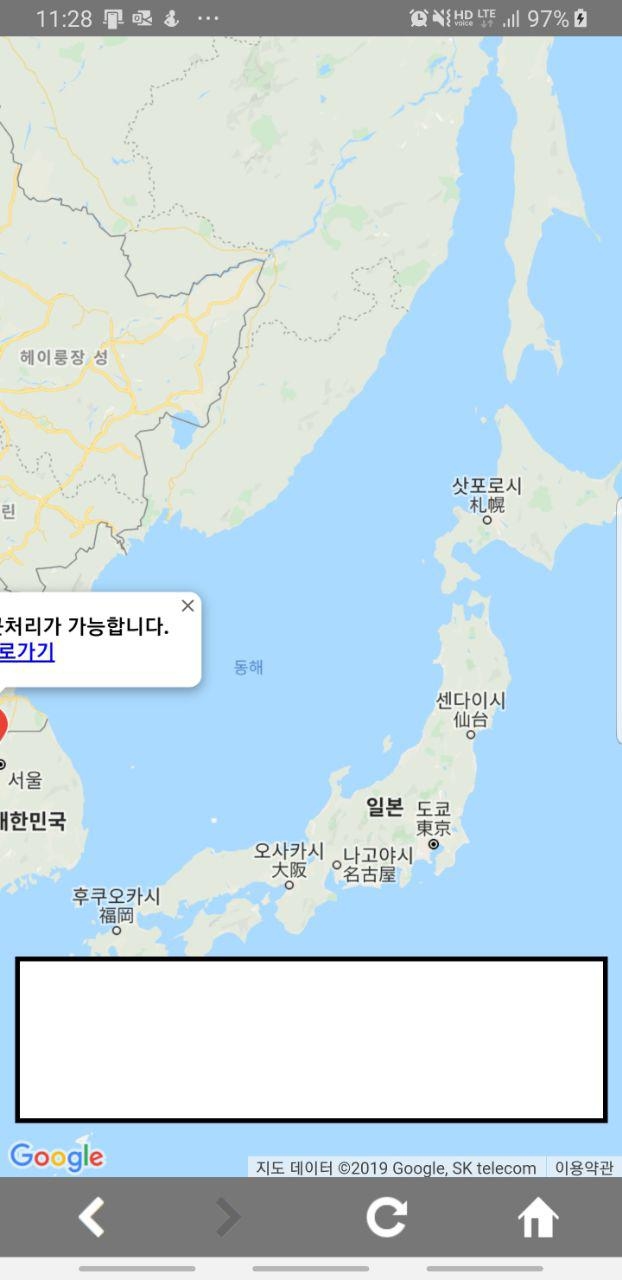 11:28
HD voice LTE 97%
헤이룽장 성
린
삿포로시
札幌
처리가 가능합니다.
로가기
동해
센다이시
仙台
서울
대한민국
일본
도쿄
東京
오사카시
大阪
나고야시
名古屋
후쿠오카시
福岡
Google
지도 데이터 ©2019 Google, SK telecom
이용약관